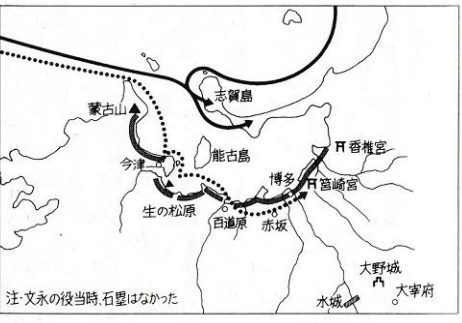 志賀島
蒙古山
香椎宮
能古島
今津
博多
筥崎宮
生の松原
百道原
赤坂
大野城
水城
大宰府
注・文永の役当時、石塁はなかった